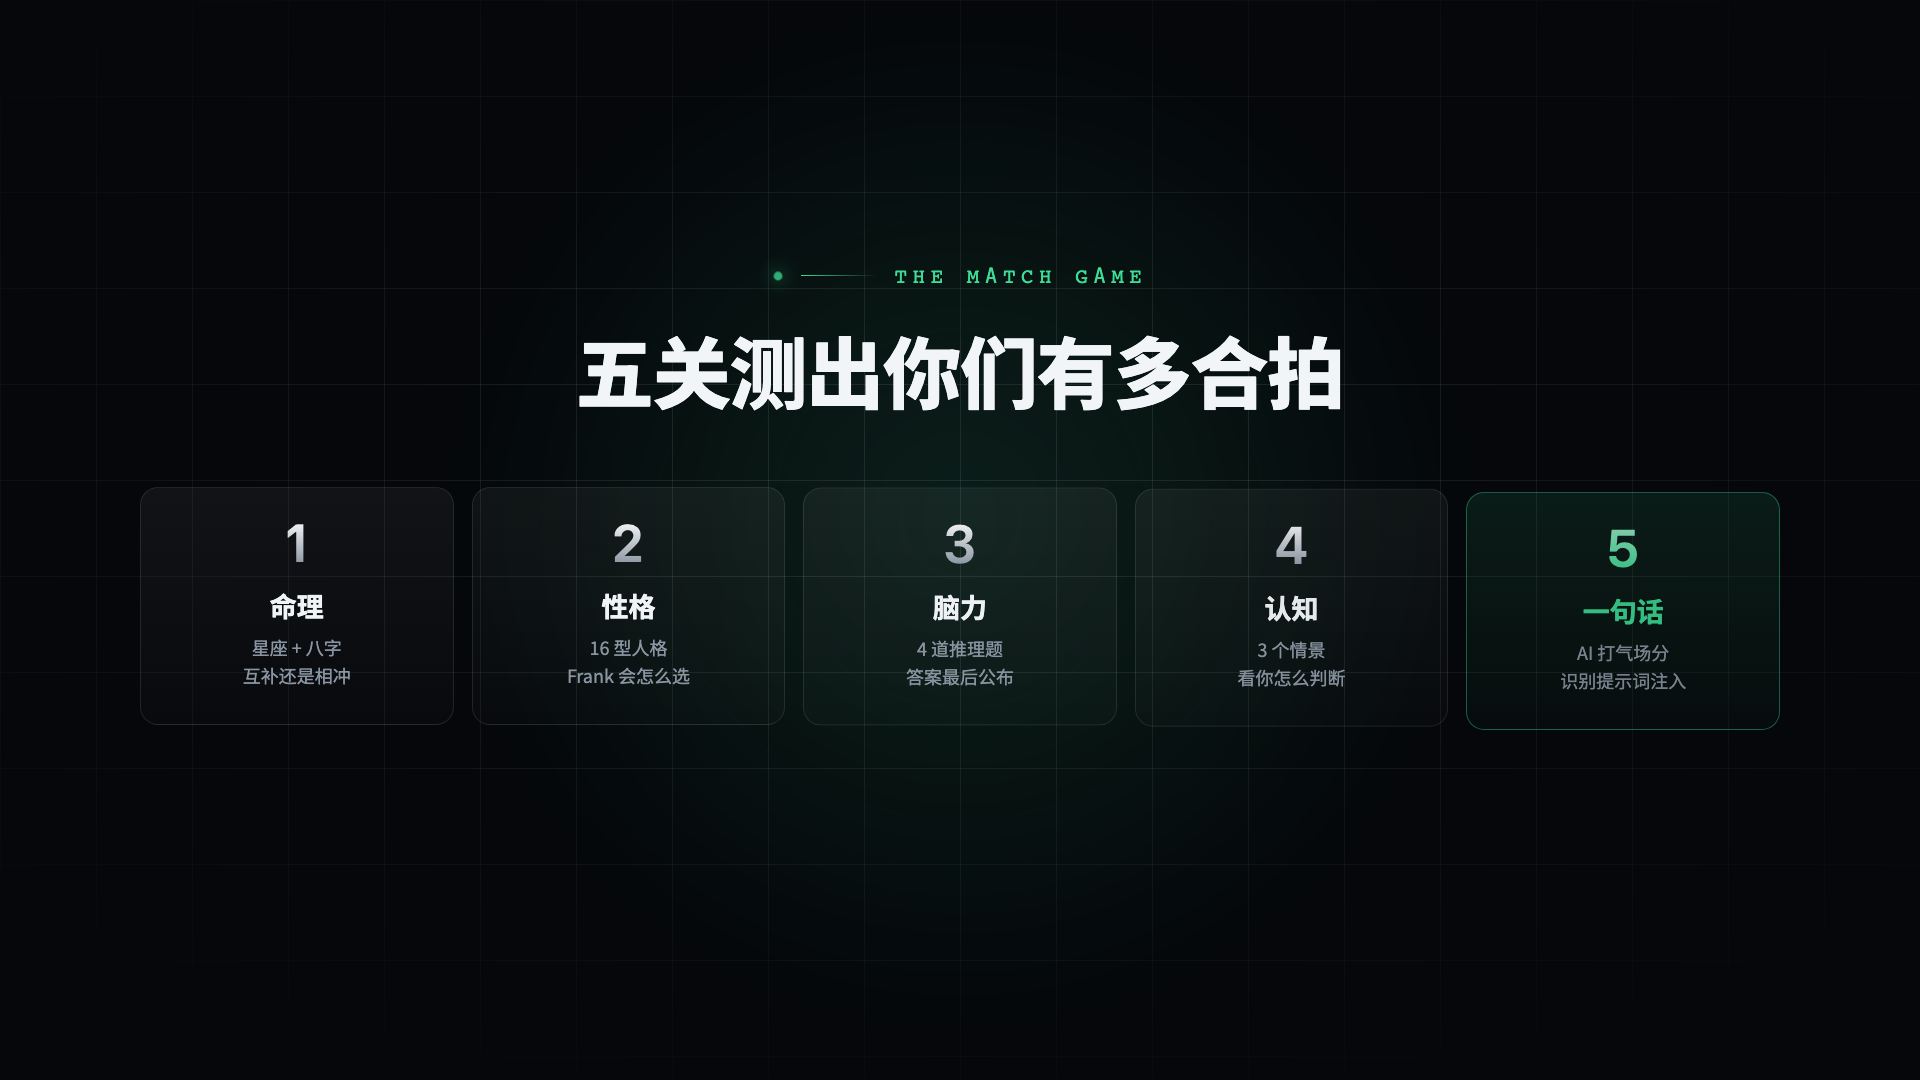 THE MATCH GAME
五关测出你们有多合拍
1
命理
星座 + 八字
互补还是相冲
2
性格
16 型人格
Frank 会怎么选
3
脑力
4 道推理题
答案最后公布
4
认知
3 个情景
看你怎么判断
5
一句话
AI 打气场分
识别提示词注入